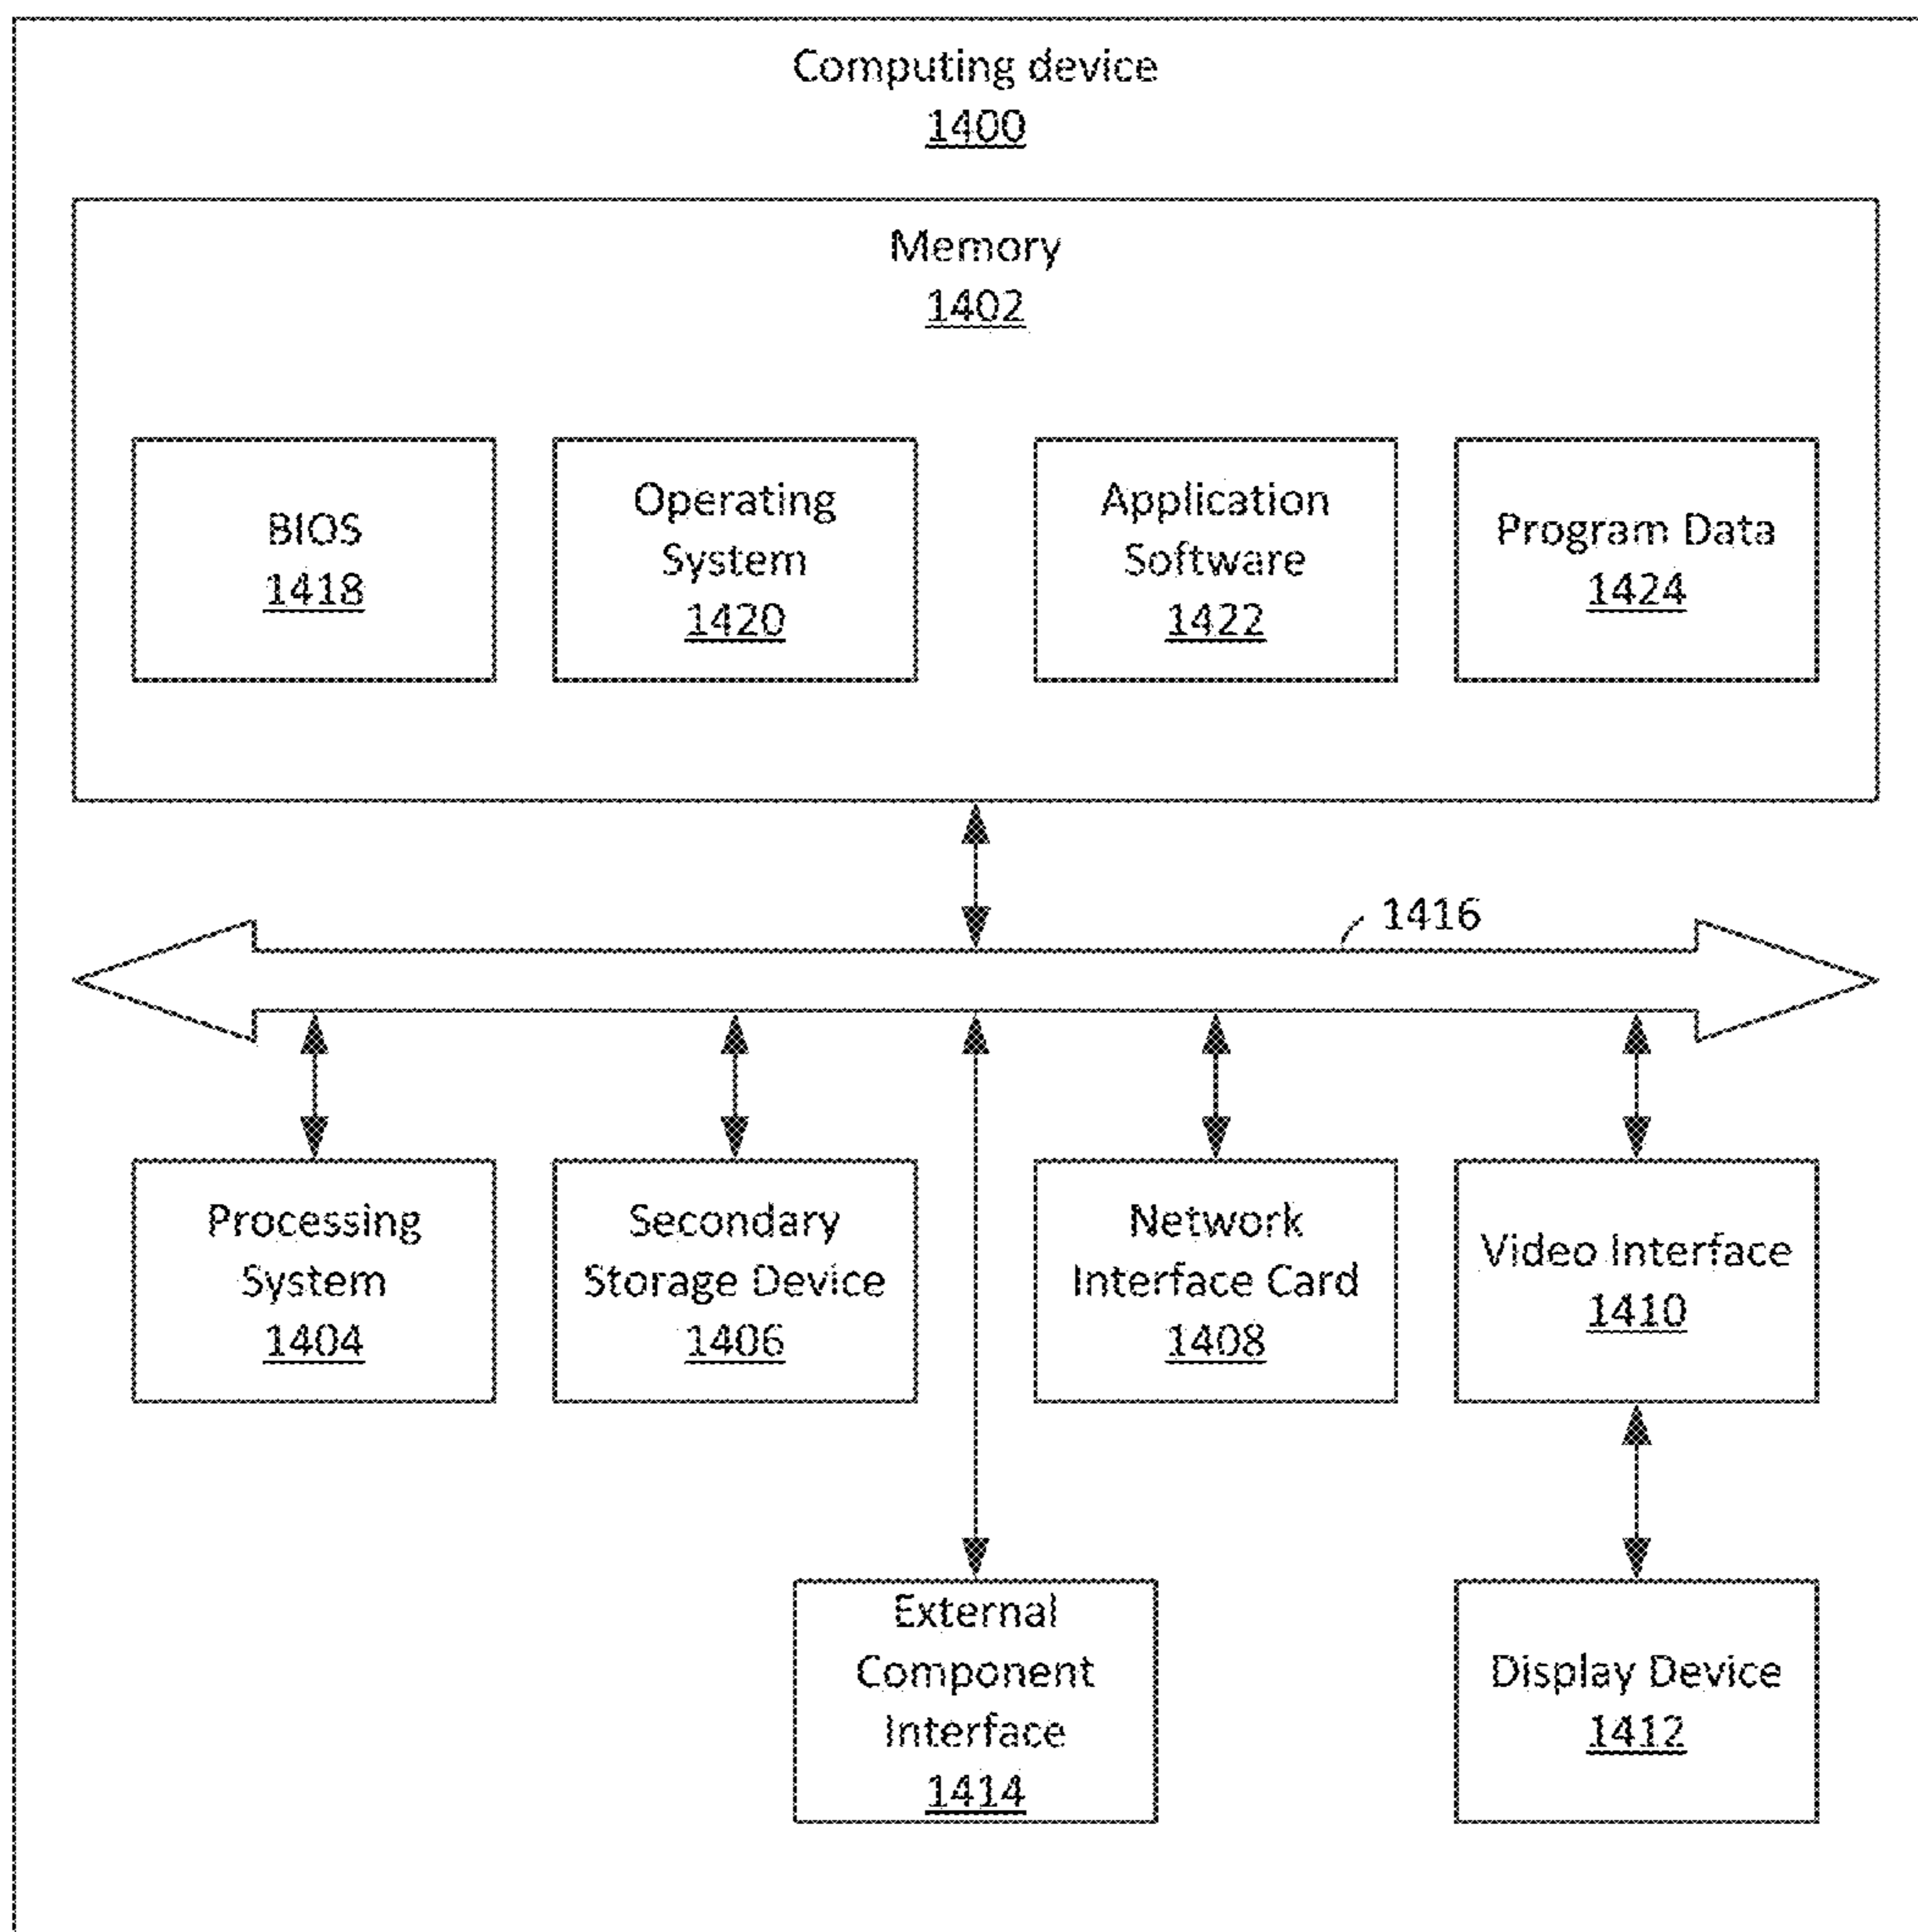 Computing device
1400
Memory
1402
BIOS
1418
Operating
System
1420
Application
Software
1422
Program Data
1424
1416
Processing
System
1404
Secondary
Storage Device
1406
Network
Interface Card
1408
Video Interface
1410
External
Component
Interface
1414
Display Device
1412